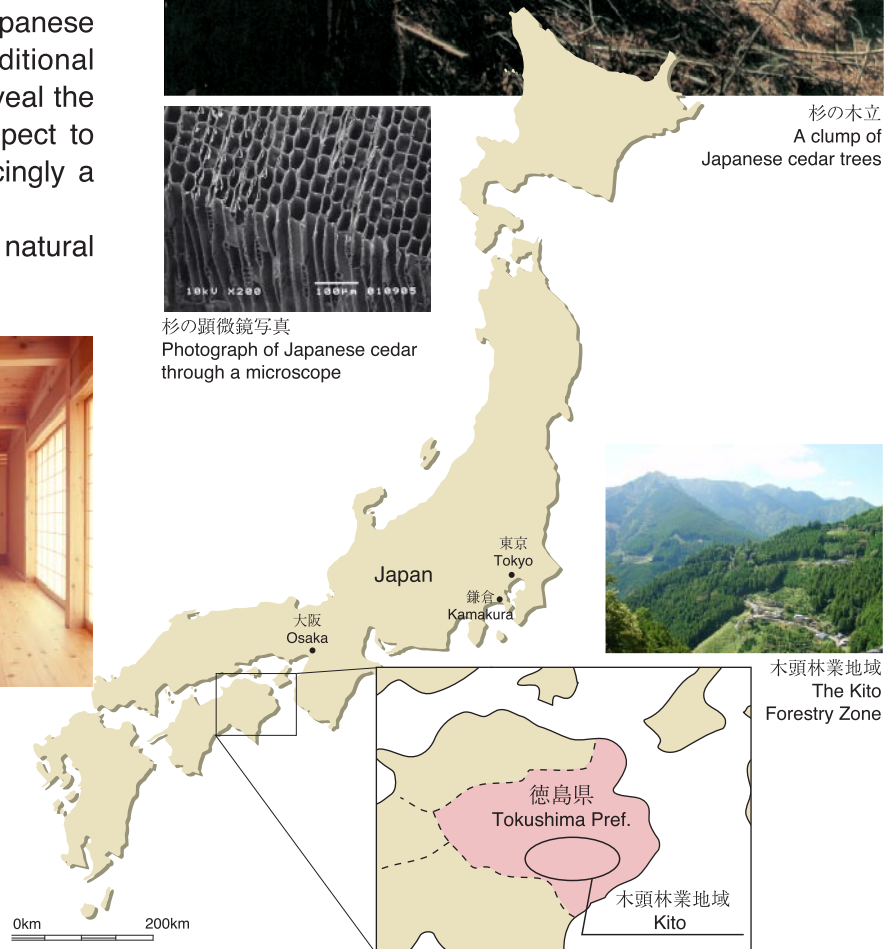 panese
ditional
veal the
pect to
cingly a
natural
杉の木立
A clump of
Japanese cedar trees
10kV X200 100µm 010905
杉の顕微鏡写真
Photograph of Japanese cedar
through a microscope
東京
Tokyo
Japan
鎌倉
Kamakura
大阪
Osaka
木頭林業地域
The Kito
Forestry Zone
徳島県
Tokushima Pref.
木頭林業地域
Kito
0km 200km